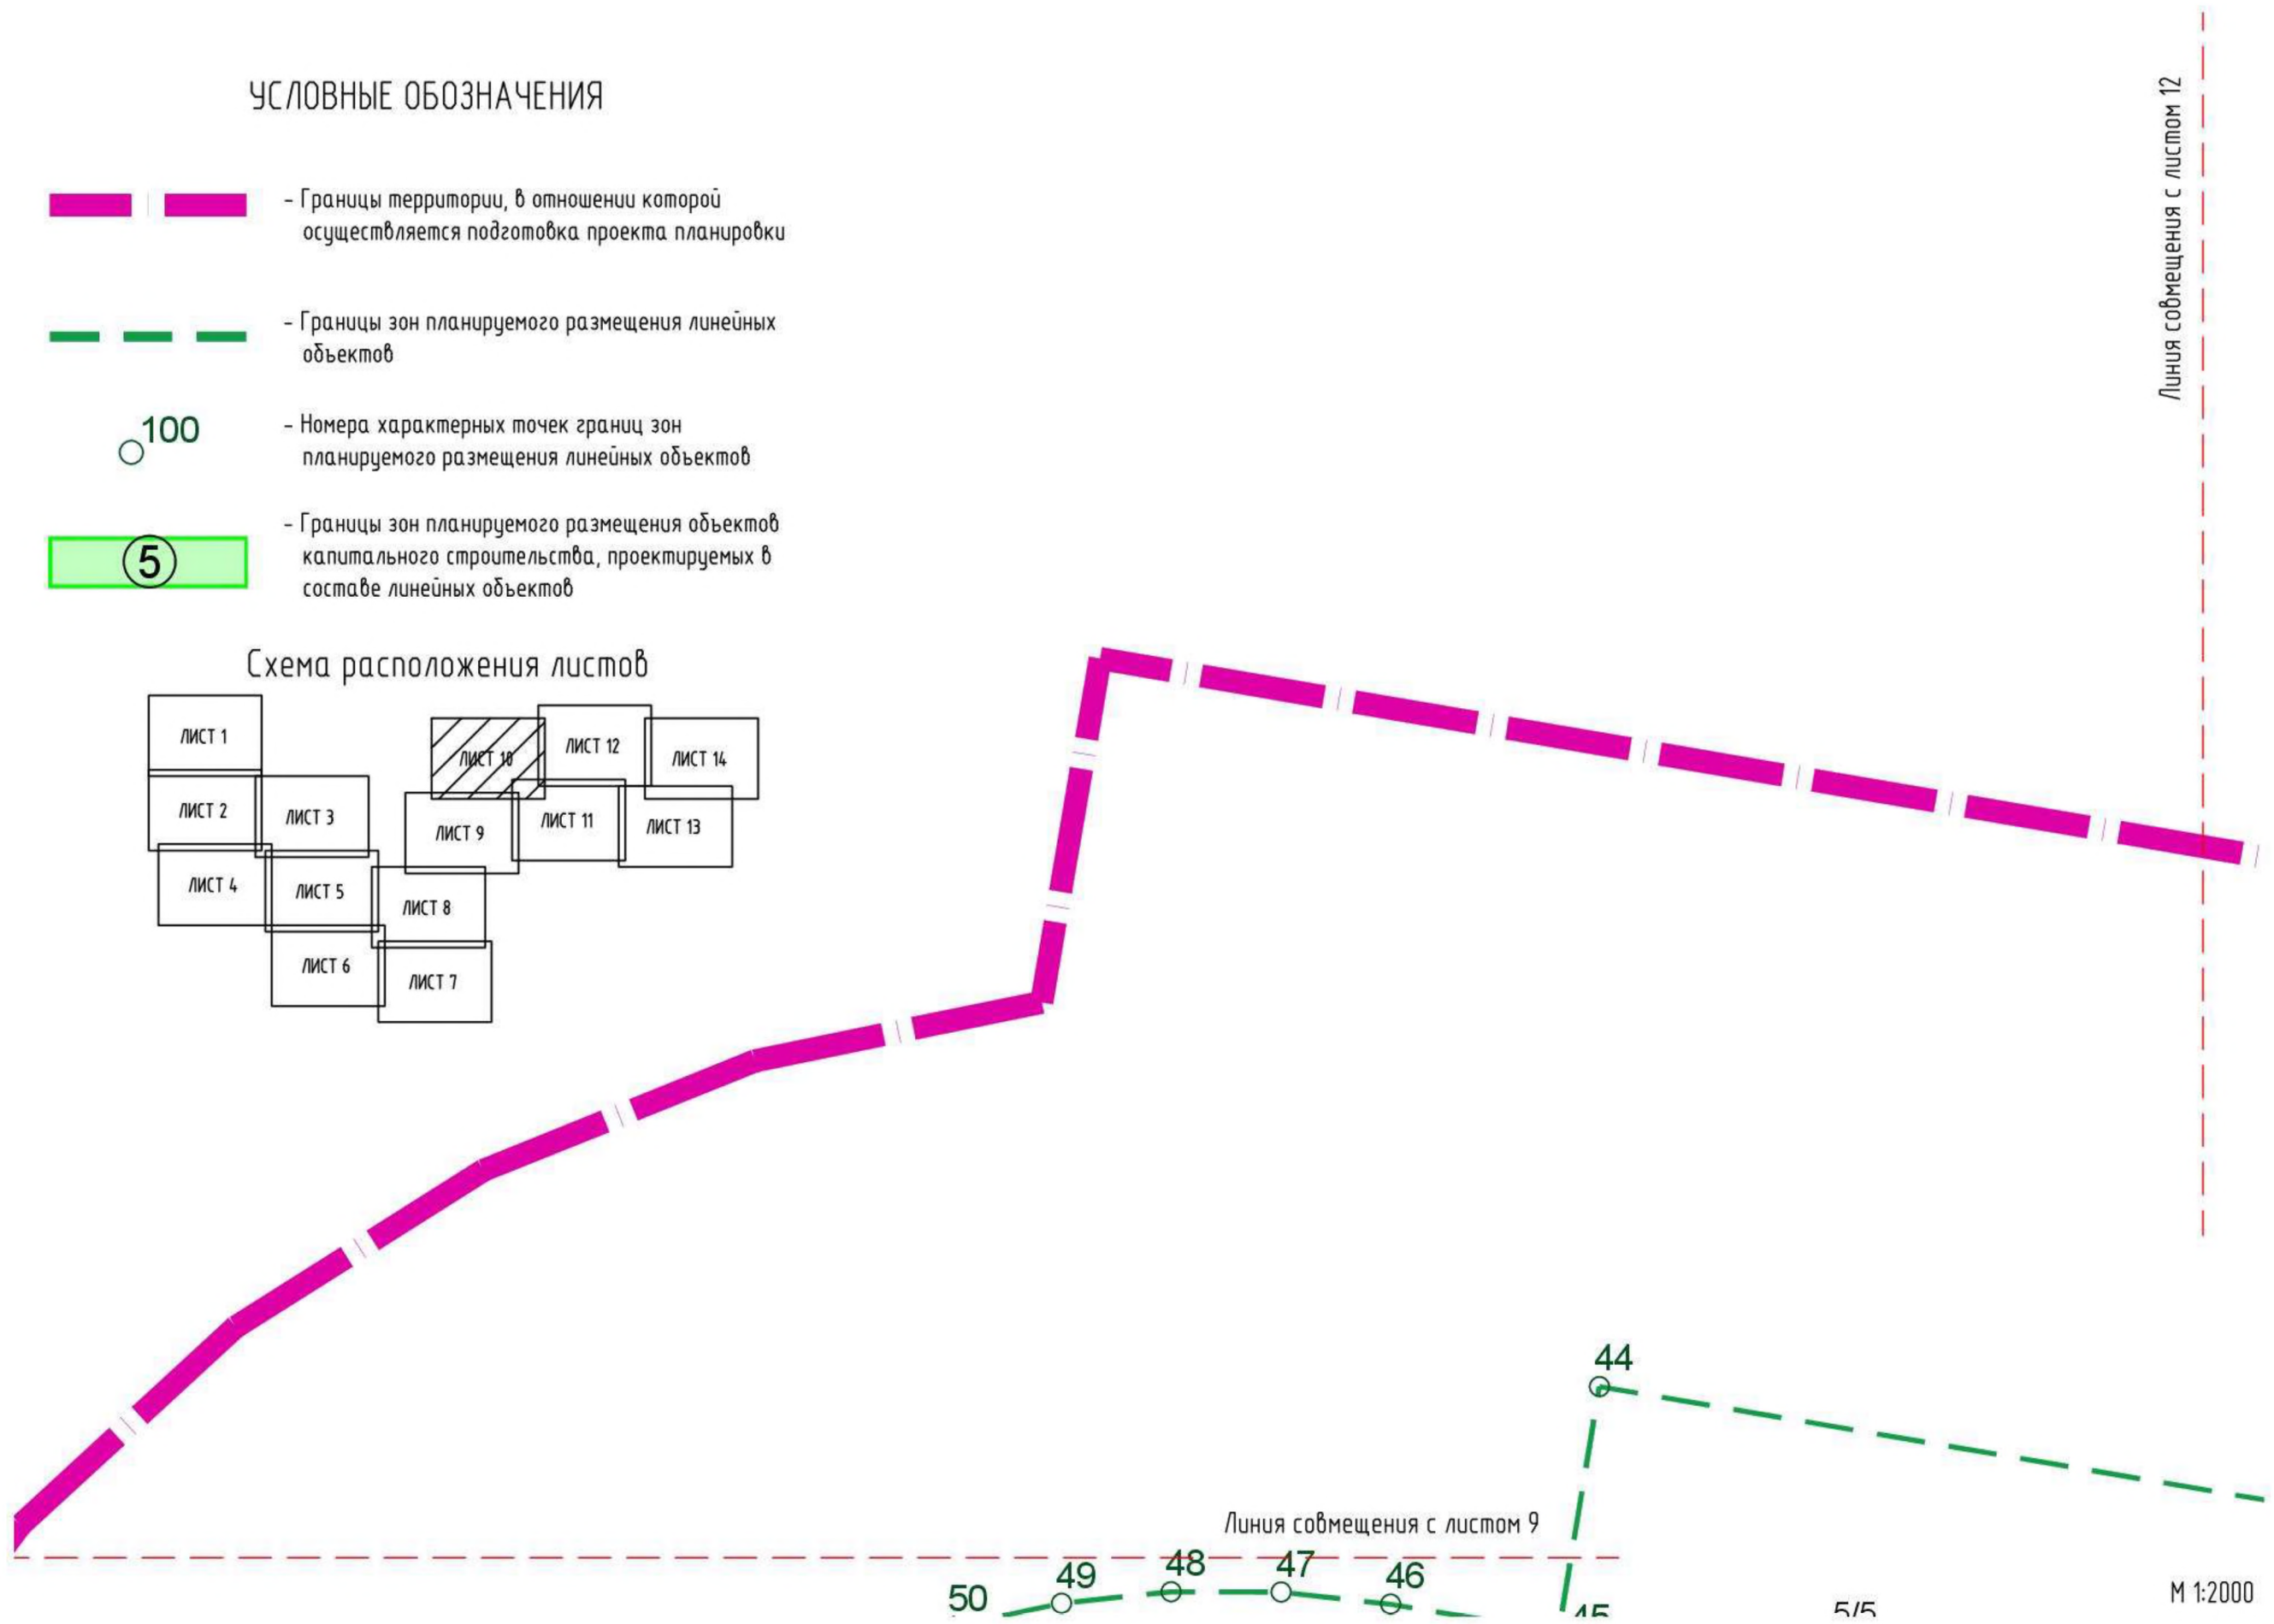 УСЛОВНЫЕ ОБОЗНАЧЕНИЯ
- Границы территории, в отношении которой
осуществляется подготовка проекта планировки
- Границы зон планируемого размещения линейных
объектов
100
- Номера характерных точек границ зон
планируемого размещения линейных объектов
5
- Границы зон планируемого размещения объектов
капитального строительства, проектируемых в
составе линейных объектов
Схема расположения листов
ЛИСТ 1
ЛИСТ 10
ЛИСТ 12
ЛИСТ 14
ЛИСТ 2
ЛИСТ 3
ЛИСТ 9
ЛИСТ 11
ЛИСТ 13
ЛИСТ 4
ЛИСТ 5
ЛИСТ 8
ЛИСТ 6
ЛИСТ 7
Линия совмещения с листом 12
44
Линия совмещения с листом 9
50
49
48
47
46
45
5/5
М 1:2000